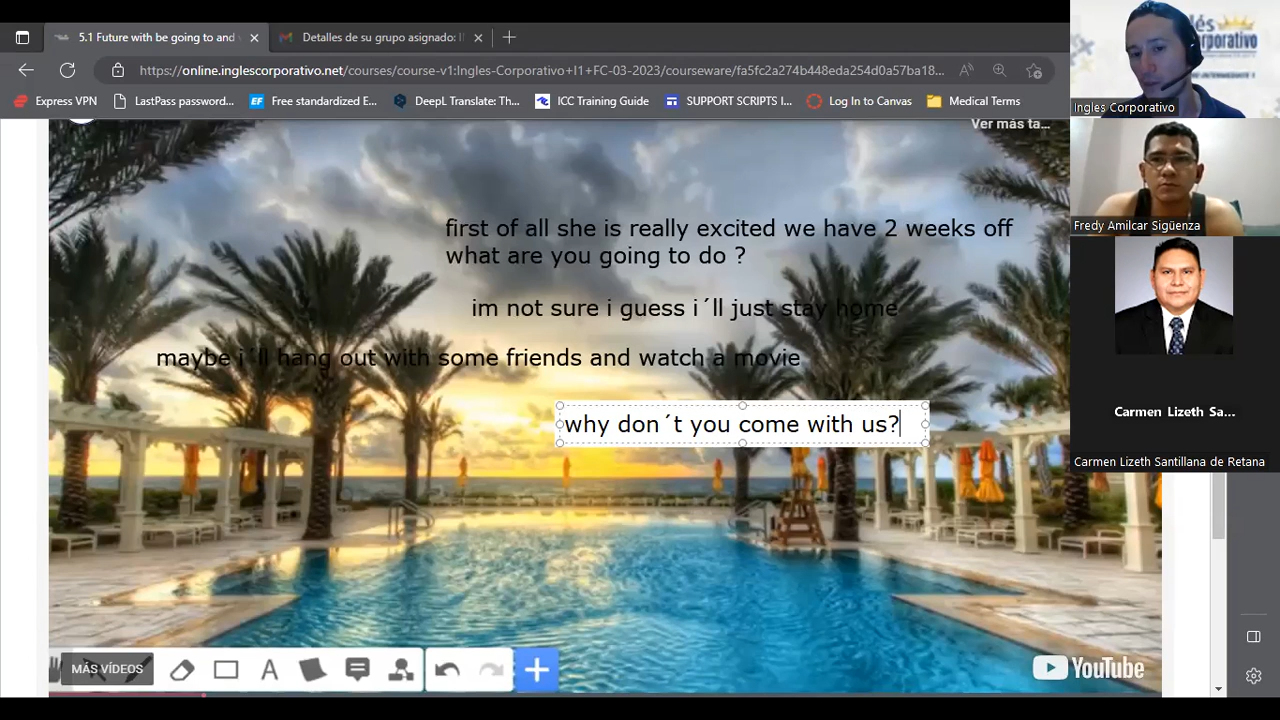 5.1 Future with be going to and
Detalles de su grupo asignado: I
https://online.inglescorporativo.net/courses/course-v1:Ingles-Corporativo+I1+FC-03-2023/courseware/fa5fc2a274b448eda254d0a57ba18...
Express VPN
LastPass password...
EF Free standardized E...
DeepL Translate: Th...
ICC Training Guide
SUPPORT SCRIPTS I...
Log In to Canvas
Medical Terms
Ver más ta...
first of all she is really excited we have 2 weeks off
what are you going to do ?
im not sure i guess i´ll just stay home
maybe i´ll hang out with some friends and watch a movie
why don´t you come with us?
MÁS VÍDEOS
YouTube
Ingles Corporativo
Fredy Amilcar Sigüenza
Carmen Lizeth Sa...
Carmen Lizeth Santillana de Retana